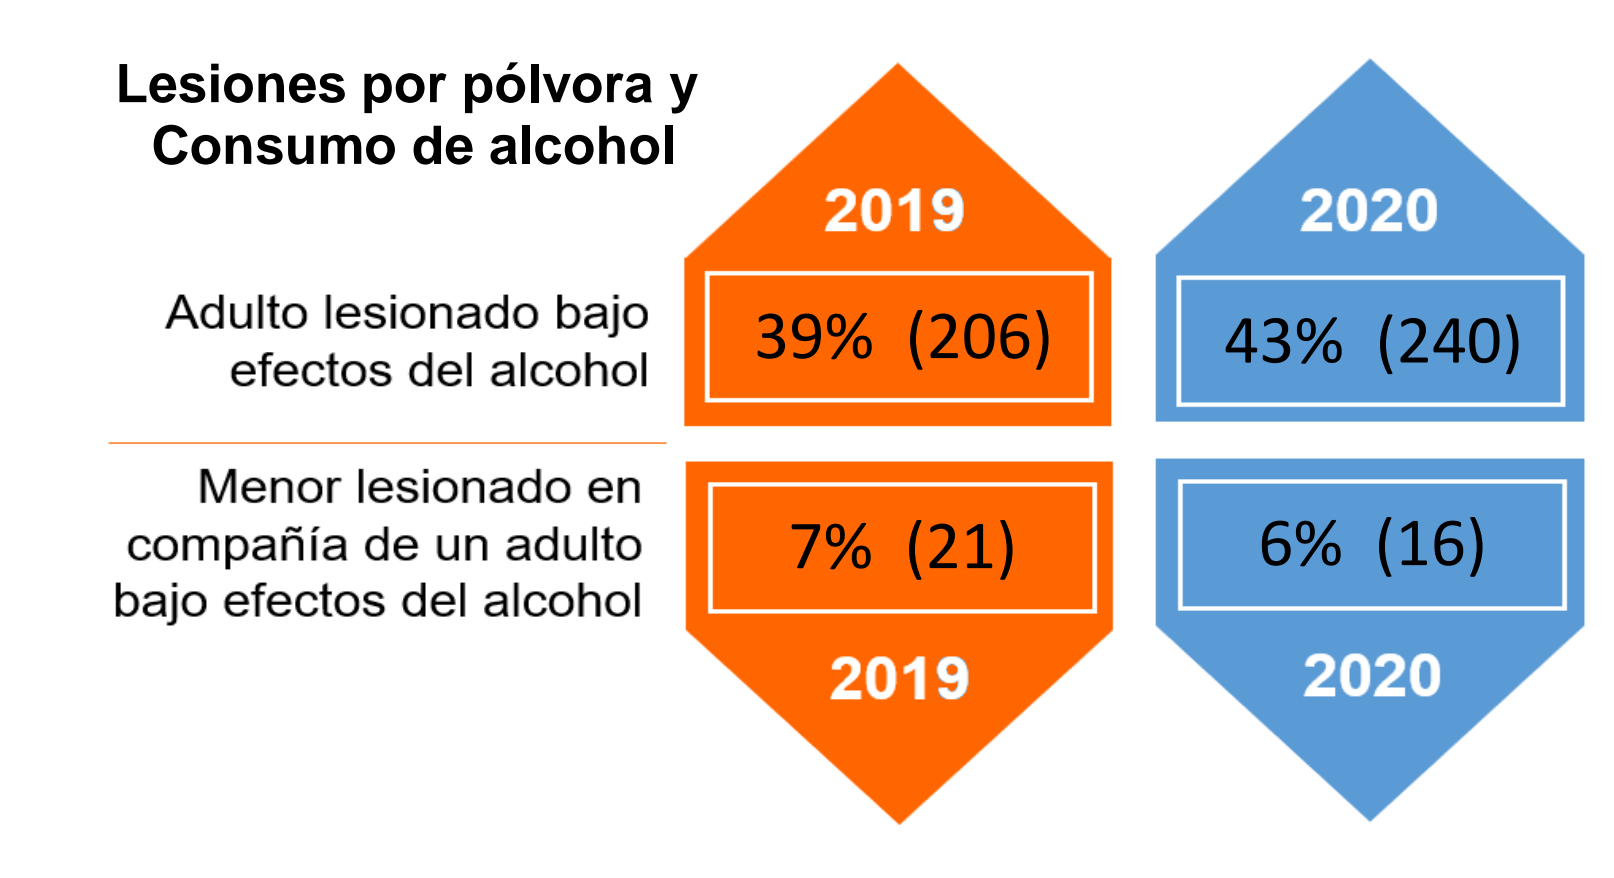 Lesiones por pólvora y
Consumo de alcohol
2019
2020
Adulto lesionado bajo
efectos del alcohol
39% (206)
43% (240)
Menor lesionado en
compañía de un adulto
bajo efectos del alcohol
7% (21)
6% (16)
2019
2020